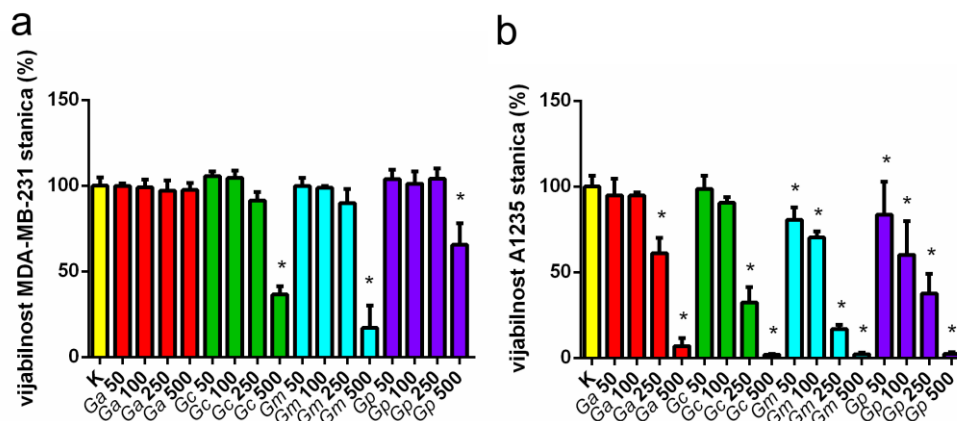 a
vijabilnost MDA-MB-231 stanica (%)
150
100
50
0
K
Ga 50
Ga 100
Ga 250
Ga 500
Gc 50
Gc 100
Gc 250
Gc 500
Gm 50
Gm 100
Gm 250
Gm 500
Gp 50
Gp 100
Gp 250
Gp 500
*
*
*
b
vijabilnost A1235 stanica (%)
150
100
50
0
K
Ga 50
Ga 100
Ga 250
Ga 500
Gc 50
Gc 100
Gc 250
Gc 500
Gm 50
Gm 100
Gm 250
Gm 500
Gp 50
Gp 100
Gp 250
Gp 500
*
*
*
*
*
*
*
*
*
*
*
*